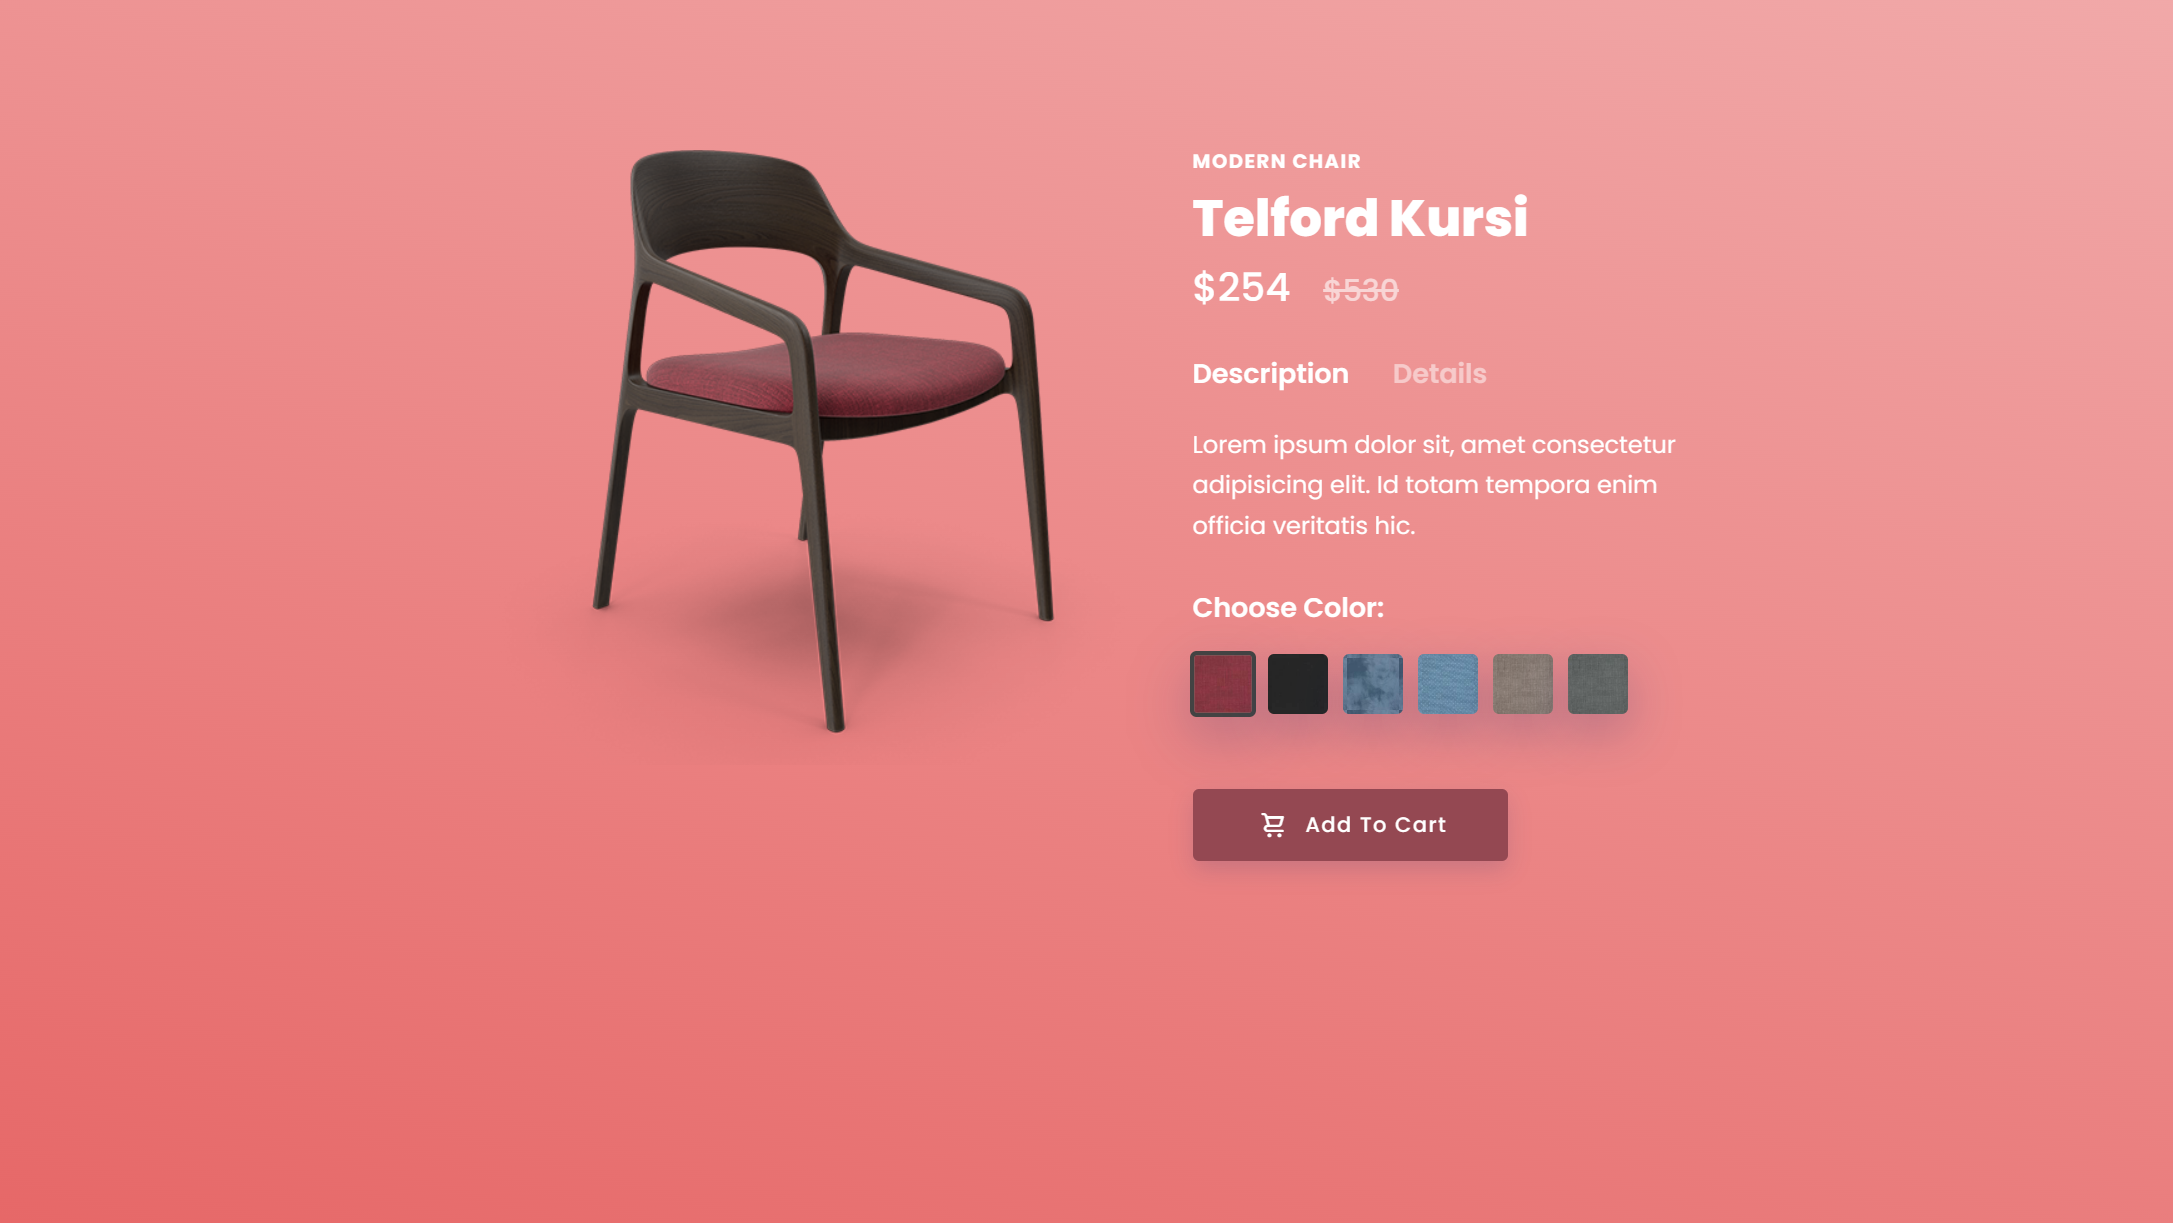 MODERN CHAIR
Telford Kursi
$254 $530
Description Details
Lorem ipsum dolor sit, amet consectetur
adipisicing elit. Id totam tempora enim
officia veritatis hic.
Choose Color:
Add To Cart